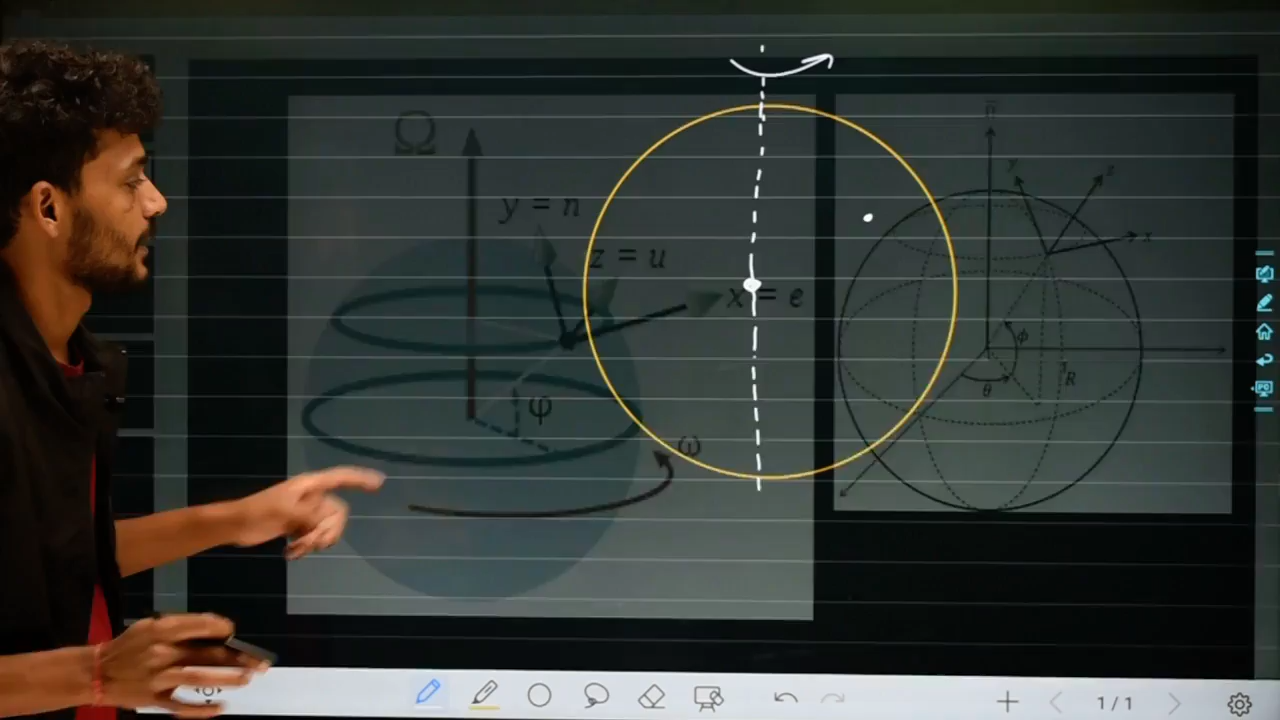 Ω
y = n
z = u
x = e
φ
ω
n
y
z
x
ϕ
θ
R
1/1